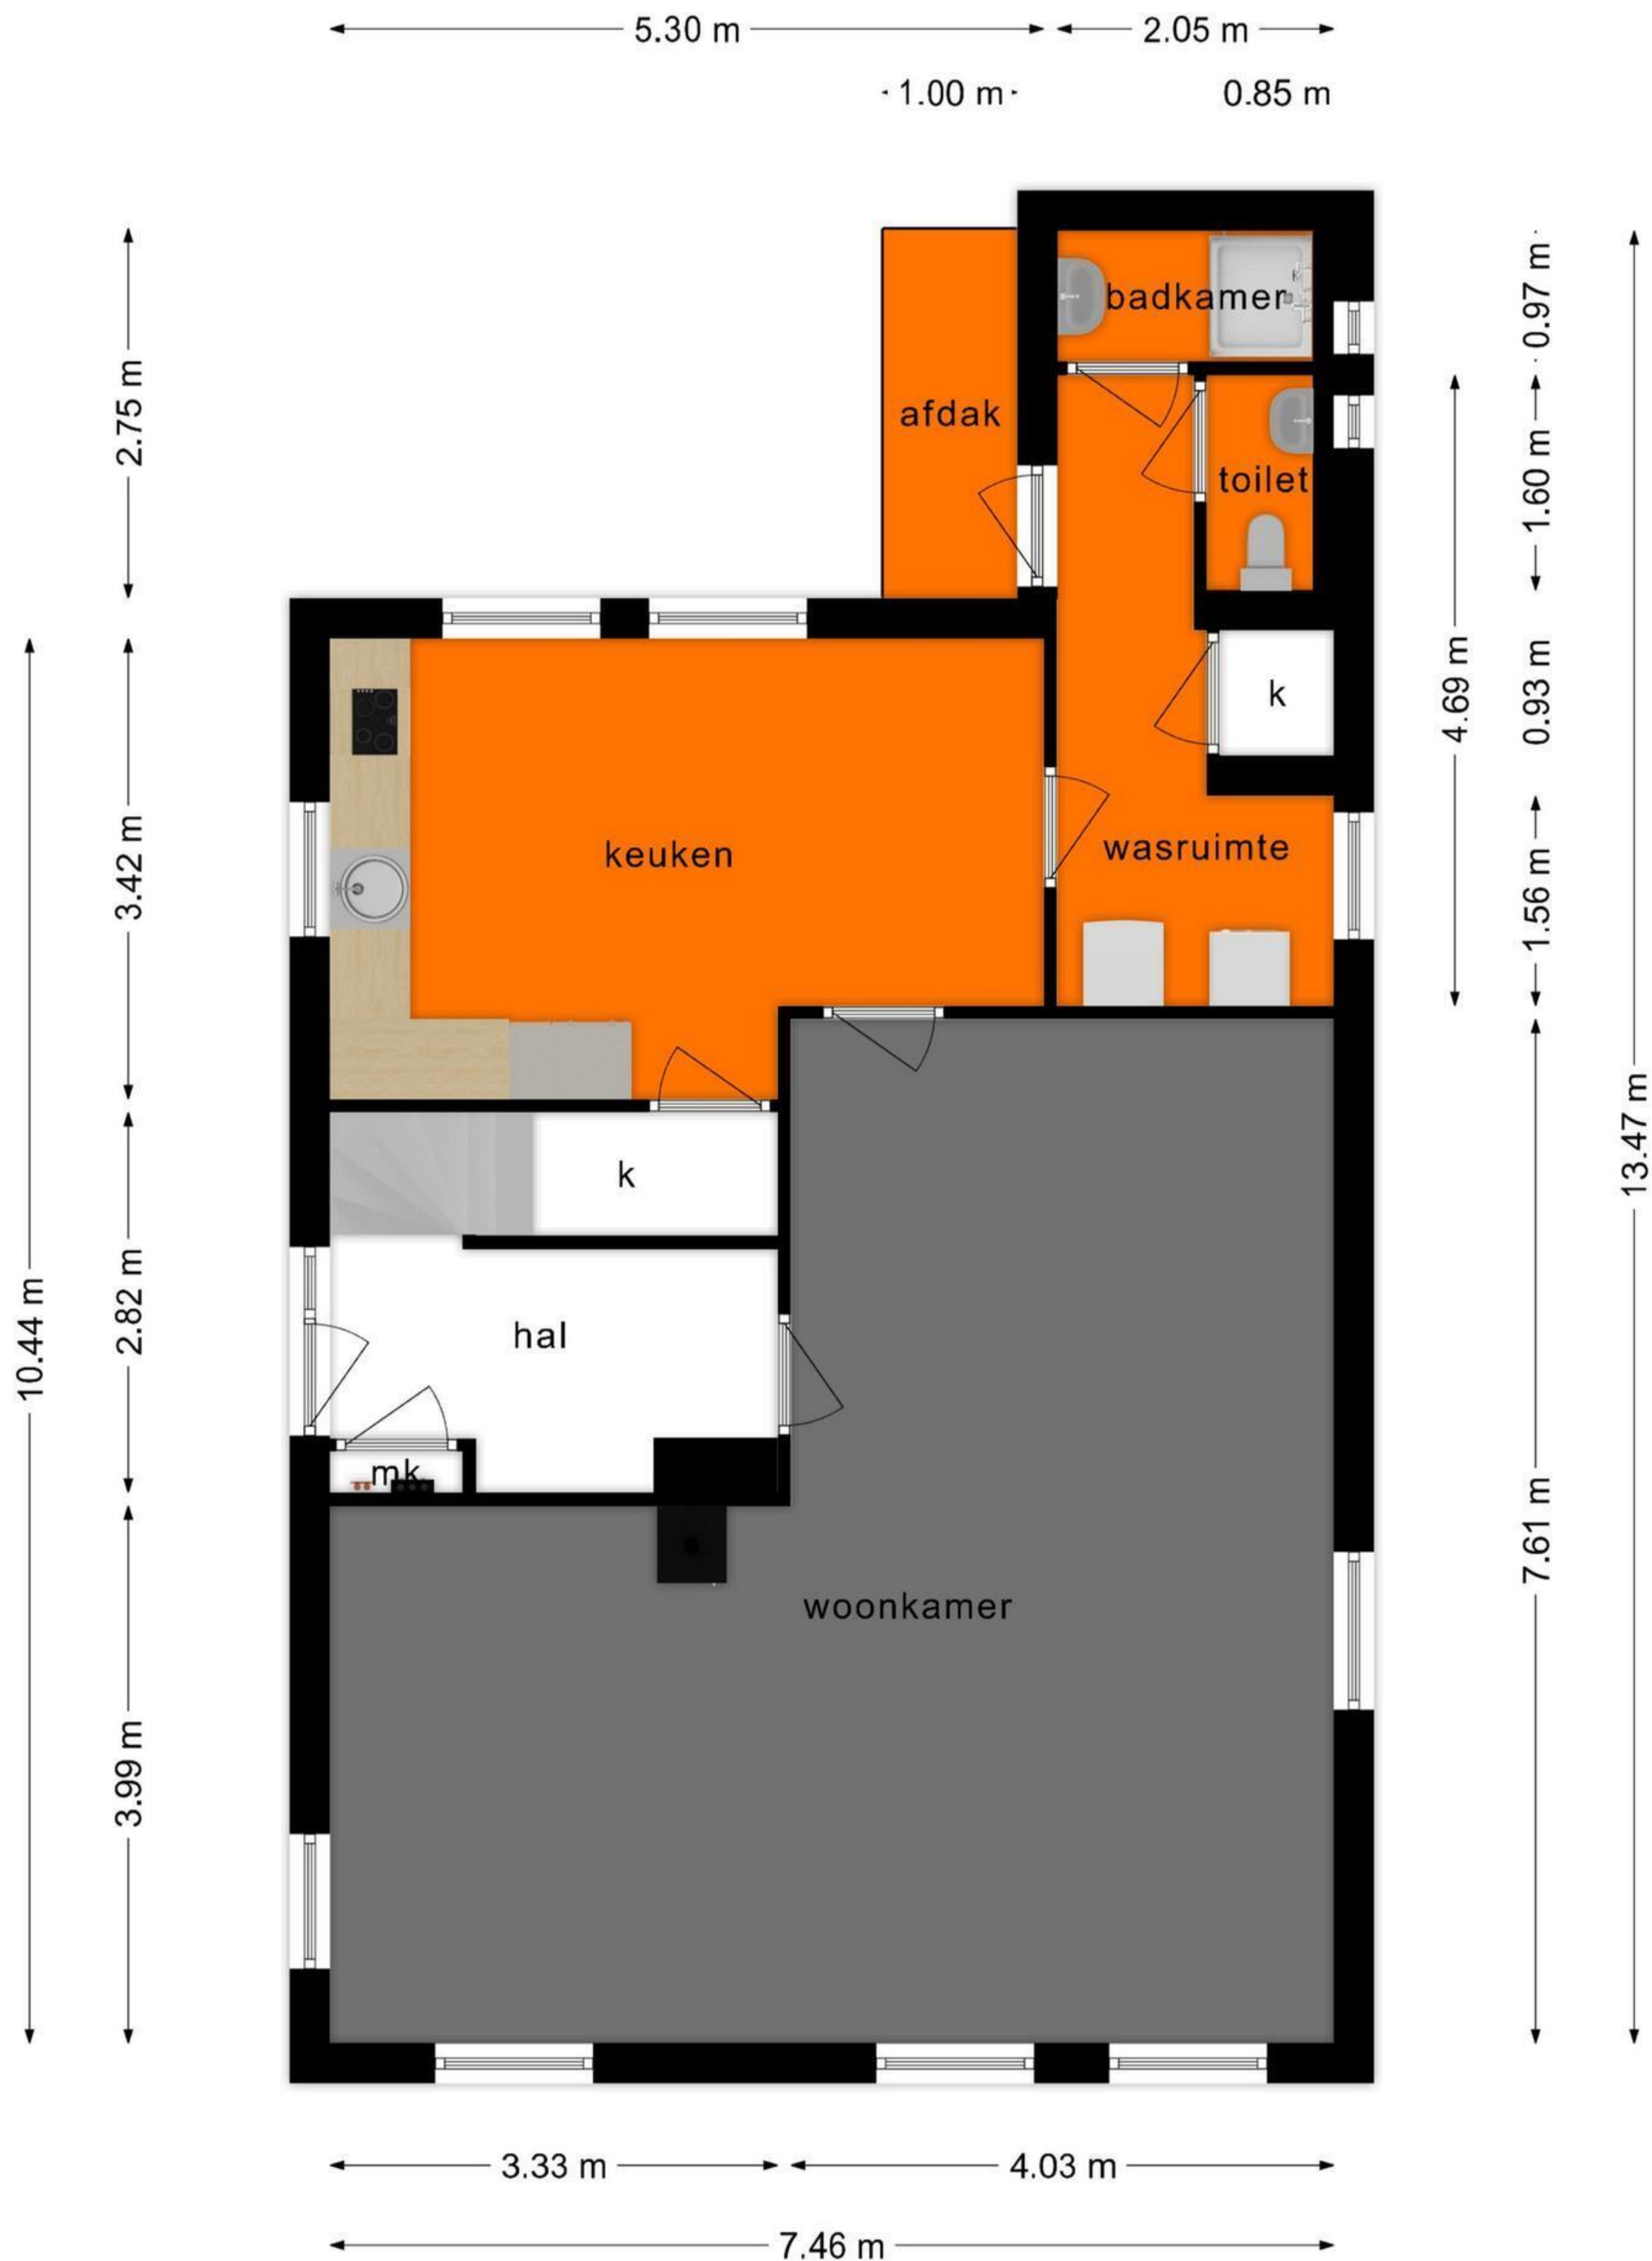 5.30 m
2.05 m
1.00 m
0.85 m
badkamer
0.97 m
2.75 m
afdak
toilet
1.60 m
4.69 m
0.93 m
k
3.42 m
keuken
wasruimte
1.56 m
13.47 m
k
10.44 m
2.82 m
hal
mk
7.61 m
woonkamer
3.99 m
3.33 m
4.03 m
7.46 m